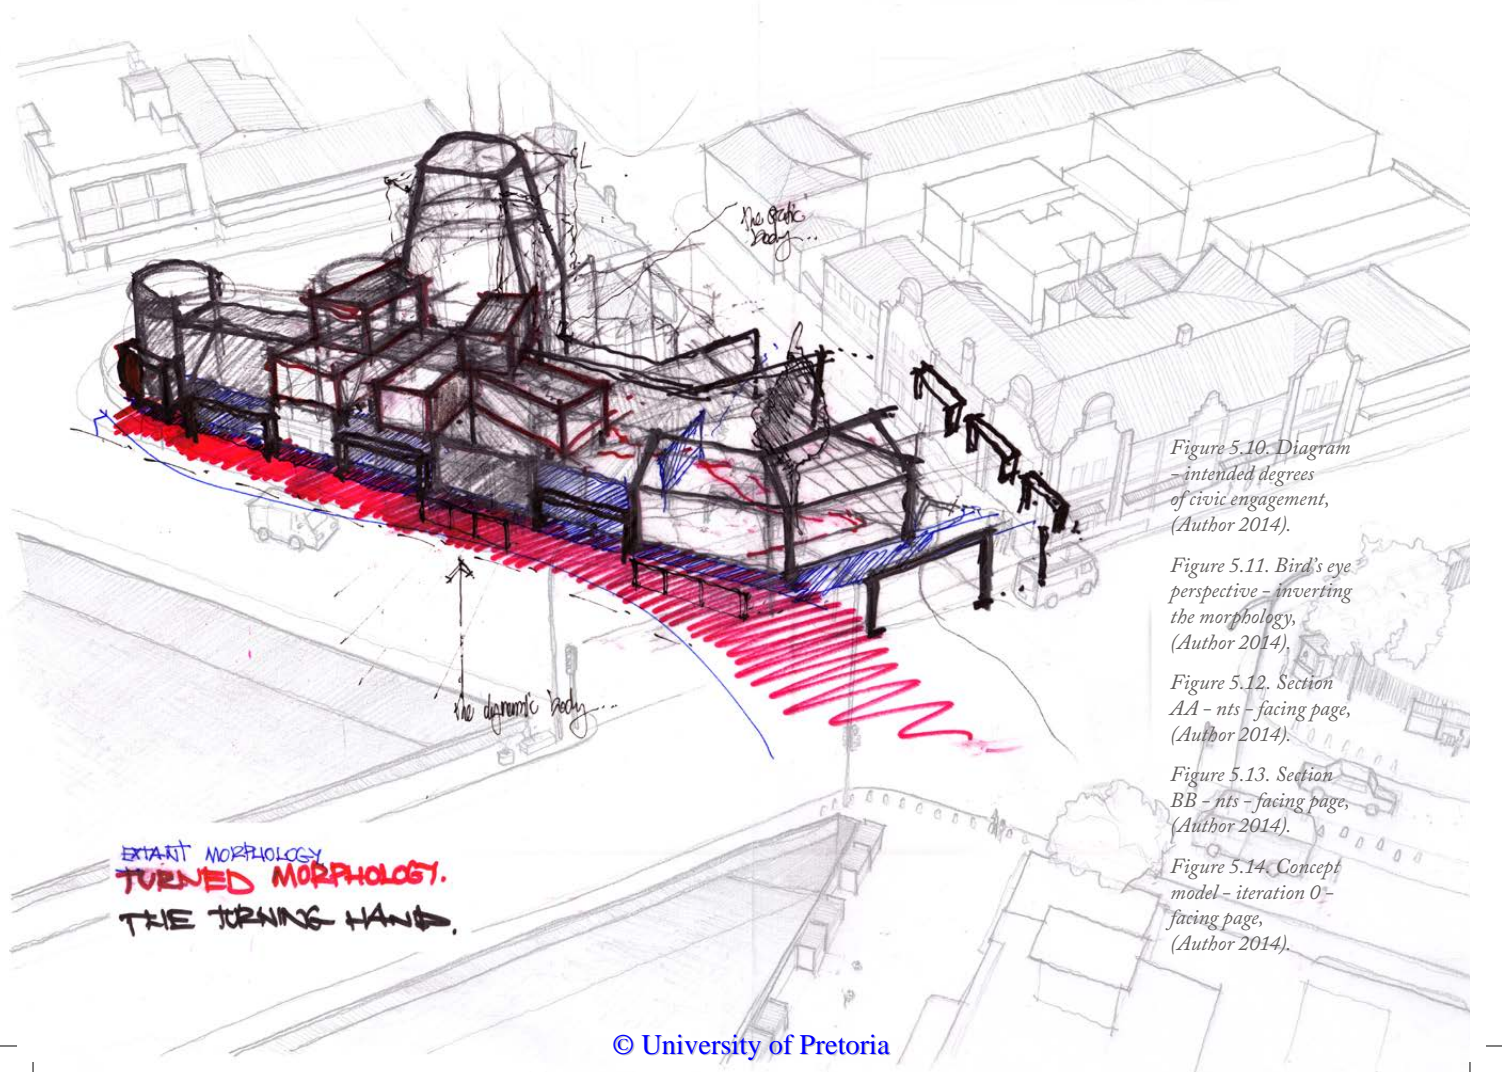 the static
body...
the dynamic body...
EXTANT MORPHOLOGY
TURNED MORPHOLOGY.
THE TURNING HAND.
Figure 5.10. Diagram
– intended degrees
of civic engagement,
(Author 2014).
Figure 5.11. Bird's eye
perspective – inverting
the morphology,
(Author 2014).
Figure 5.12. Section
AA – nts – facing page,
(Author 2014).
Figure 5.13. Section
BB – nts – facing page,
(Author 2014).
Figure 5.14. Concept
model – iteration 0 –
facing page,
(Author 2014).
© University of Pretoria